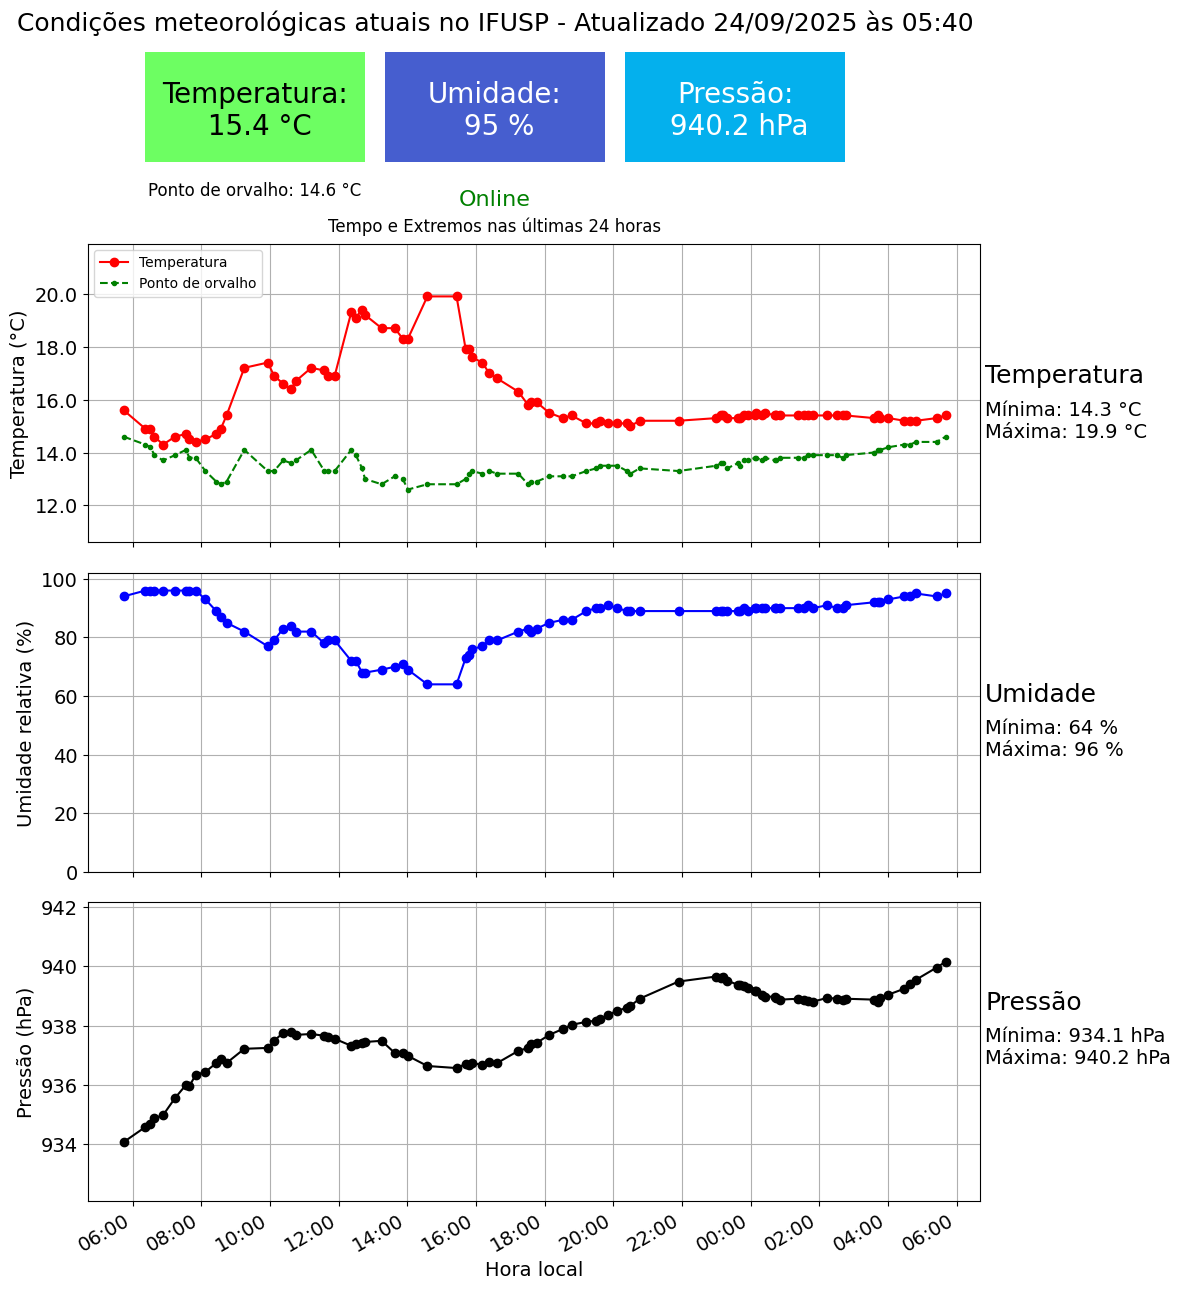 Condições meteorológicas atuais no IFUSP - Atualizado 24/09/2025 às 05:40
Temperatura:
15.4 °C
Umidade:
95 %
Pressão:
940.2 hPa
Ponto de orvalho: 14.6 °C
Online
Tempo e Extremos nas últimas 24 horas
Temperatura
Ponto de orvalho
Temperatura (°C)
20.0
18.0
16.0
14.0
12.0
Temperatura
Mínima: 14.3 °C
Máxima: 19.9 °C
Umidade relativa (%)
100
80
60
40
20
0
Umidade
Mínima: 64 %
Máxima: 96 %
Pressão (hPa)
942
940
938
936
934
Pressão
Mínima: 934.1 hPa
Máxima: 940.2 hPa
06:00 08:00 10:00 12:00 14:00 16:00 18:00 20:00 22:00 00:00 02:00 04:00 06:00
Hora local